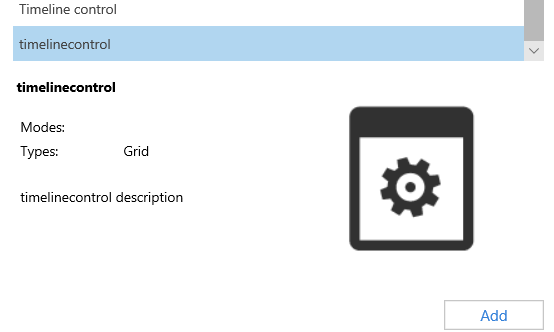 Timeline control
timelinecontrol
timelinecontrol
Modes:
Types: Grid
timelinecontrol description
Add